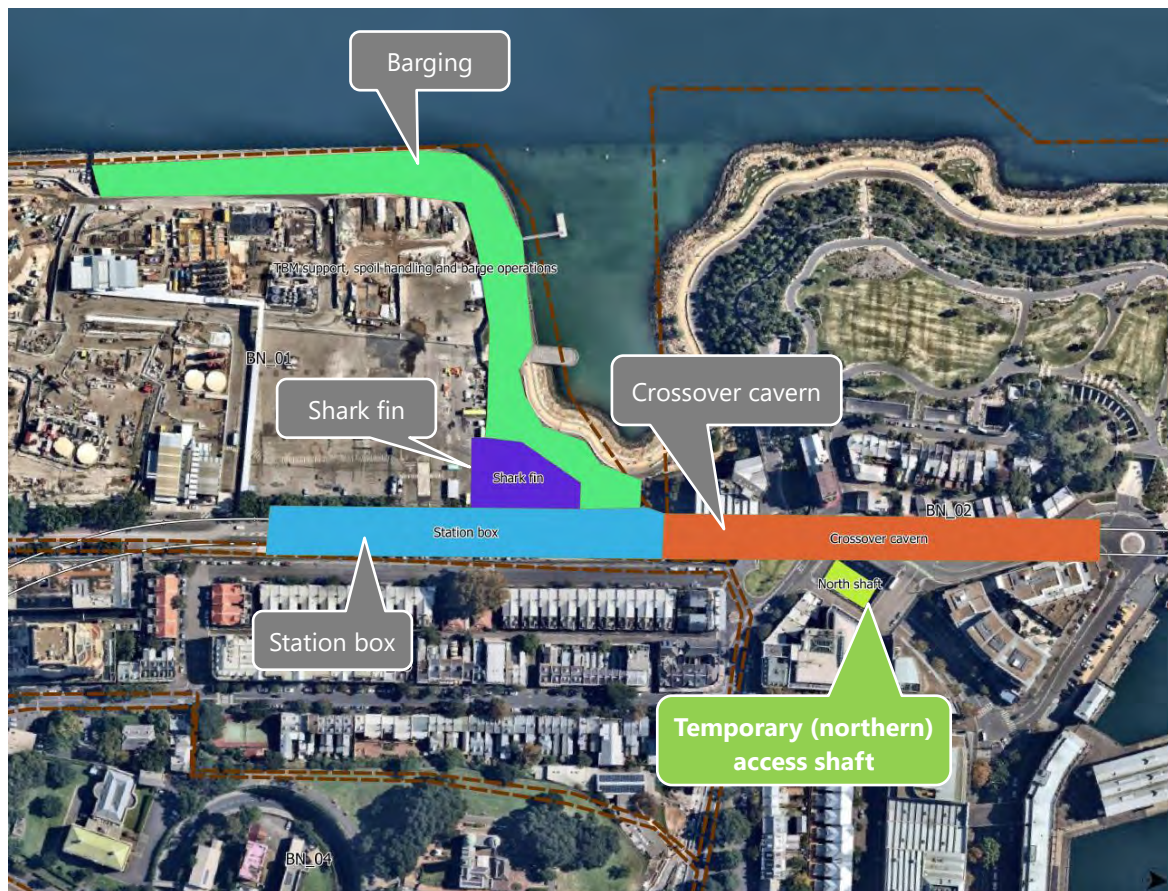 Barging
TBM support, spoil handling and barge operations
BN_01
Crossover cavern
Shark fin
Shark fin
BN_02
Station box
Crossover cavern
North shaft
Station box
Temporary (northern)
access shaft
BN_04